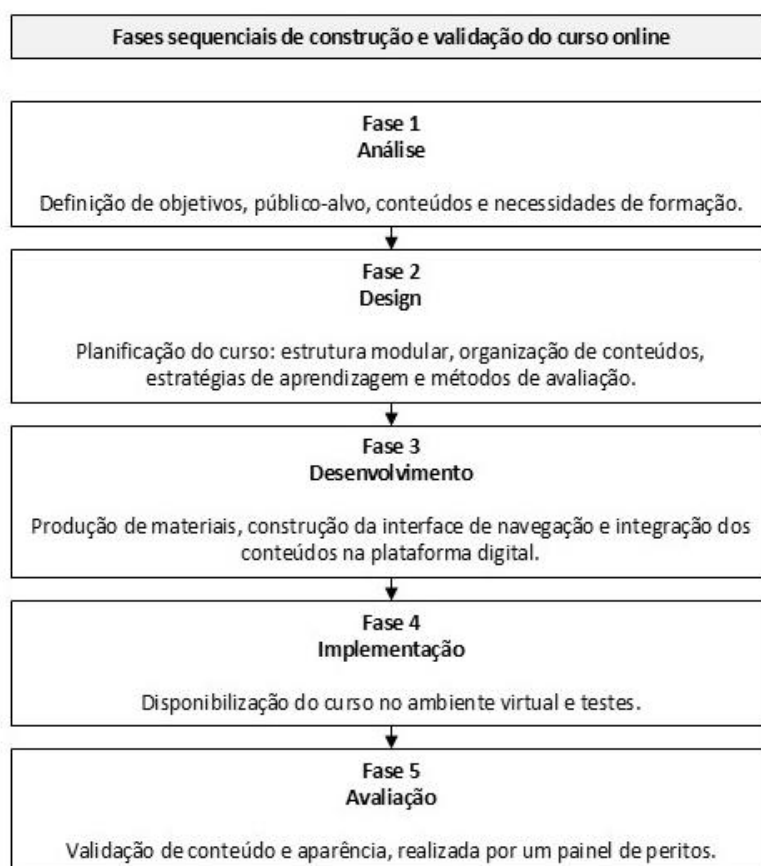 Fases sequenciais de construção e validação do curso online
Fase 1
Análise
Definição de objetivos, público-alvo, conteúdos e necessidades de formação.
Fase 2
Design
Planificação do curso: estrutura modular, organização de conteúdos,
estratégias de aprendizagem e métodos de avaliação.
Fase 3
Desenvolvimento
Produção de materiais, construção da interface de navegação e integração dos
conteúdos na plataforma digital.
Fase 4
Implementação
Disponibilização do curso no ambiente virtual e testes.
Fase 5
Avaliação
Validação de conteúdo e aparência, realizada por um painel de peritos.